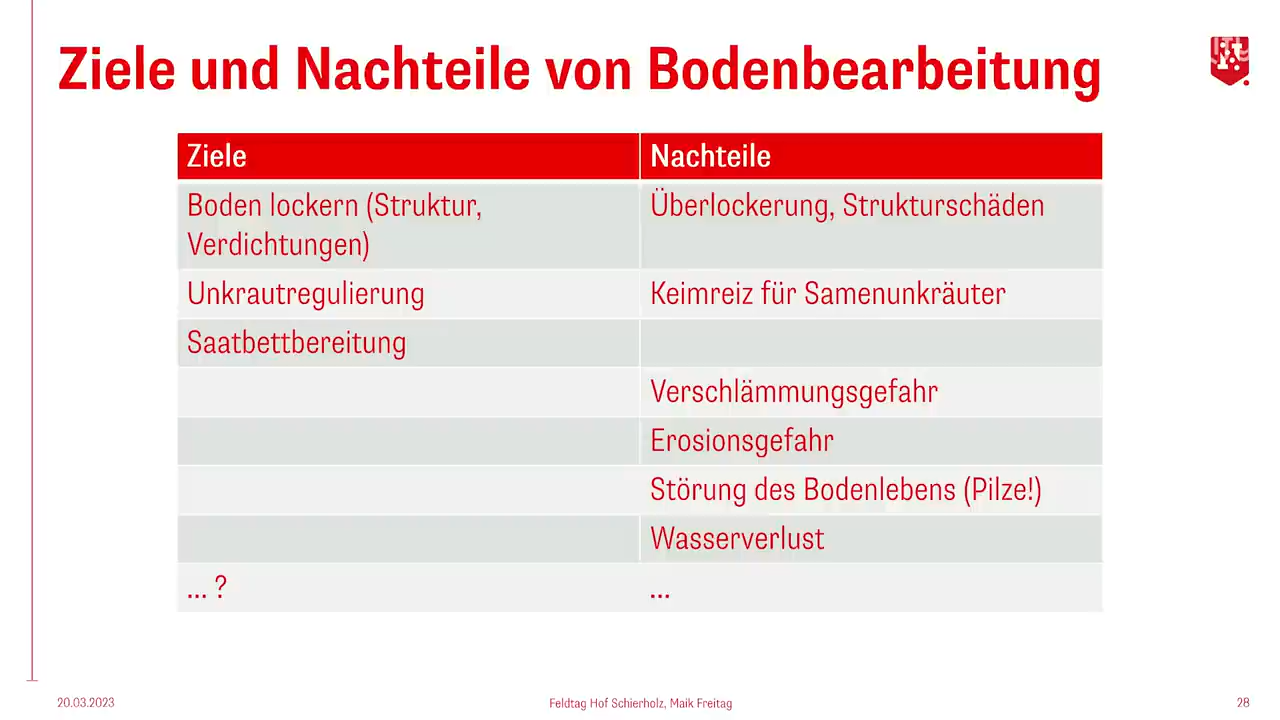 Ziele und Nachteile von Bodenbearbeitung
Ziele
Nachteile
Boden lockern (Struktur,
Verdichtungen)
Überlockerung, Strukturschäden
Unkrautregulierung
Keimreiz für Samenunkräuter
Saatbettbereitung
Verschlämmungsgefahr
Erosionsgefahr
Störung des Bodenlebens (Pilze!)
Wasserverlust
... ?
...
20.03.2023
Feldtag Hof Schierholz, Maik Freitag
28